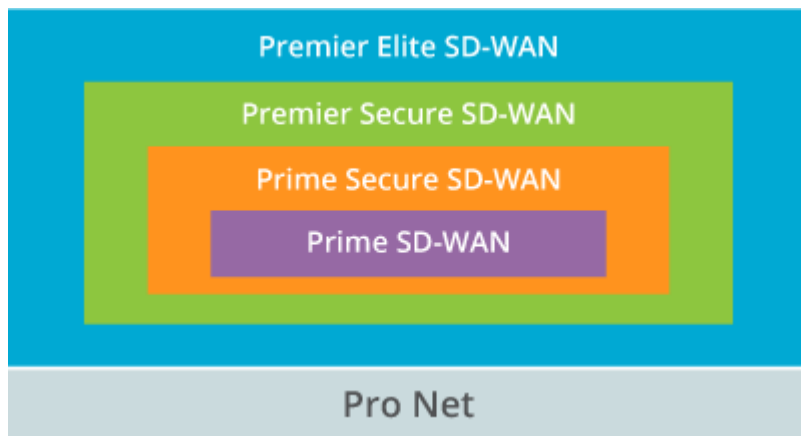 Premier Elite SD-WAN
Premier Secure SD-WAN
Prime Secure SD-WAN
Prime SD-WAN
Pro Net